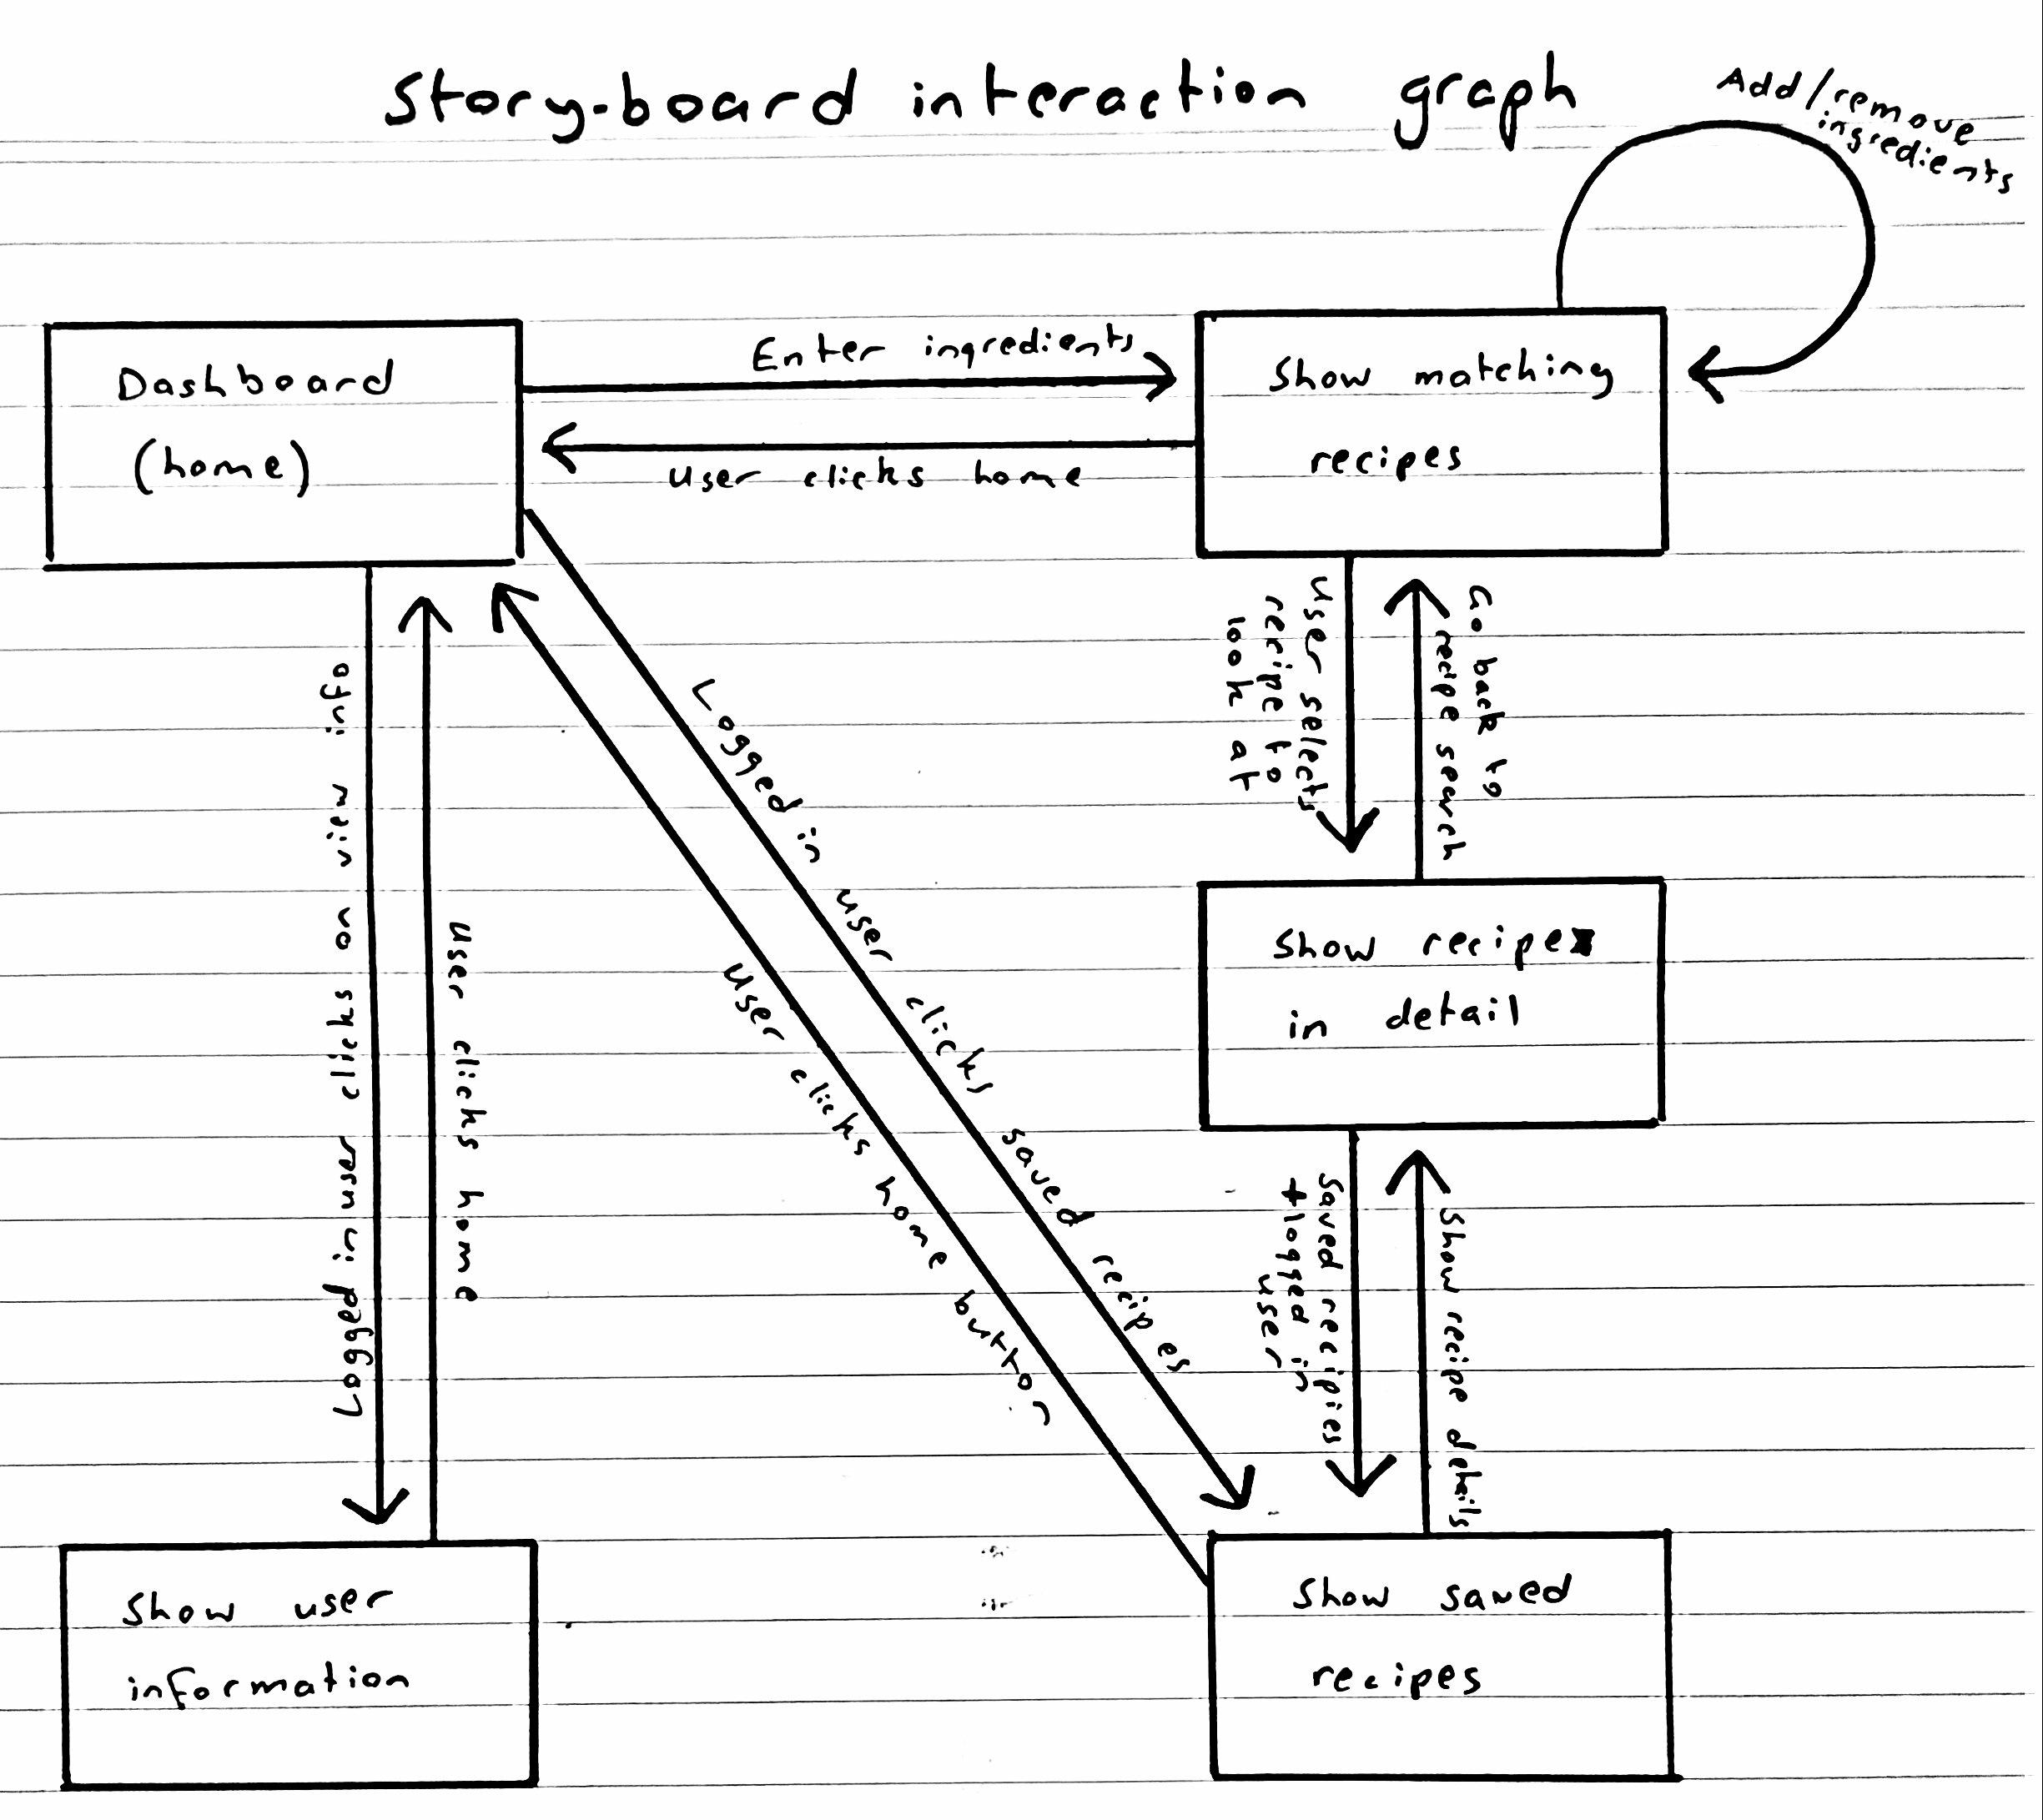 Story-board interaction graph
Add/remove
ingredients
Dashboard
(home)
Enter ingredients
user clicks home
Show matching
recipes
Logged in user clicks on view info
user clicks home
Logged in user clicks saved recipes
user clicks home button
user selects
recipe to
look at
Go back to
recipe search
Show recipe
in detail
Saved recipies
+logged in
user
Show recipe details
Show user
information
Show saved
recipes